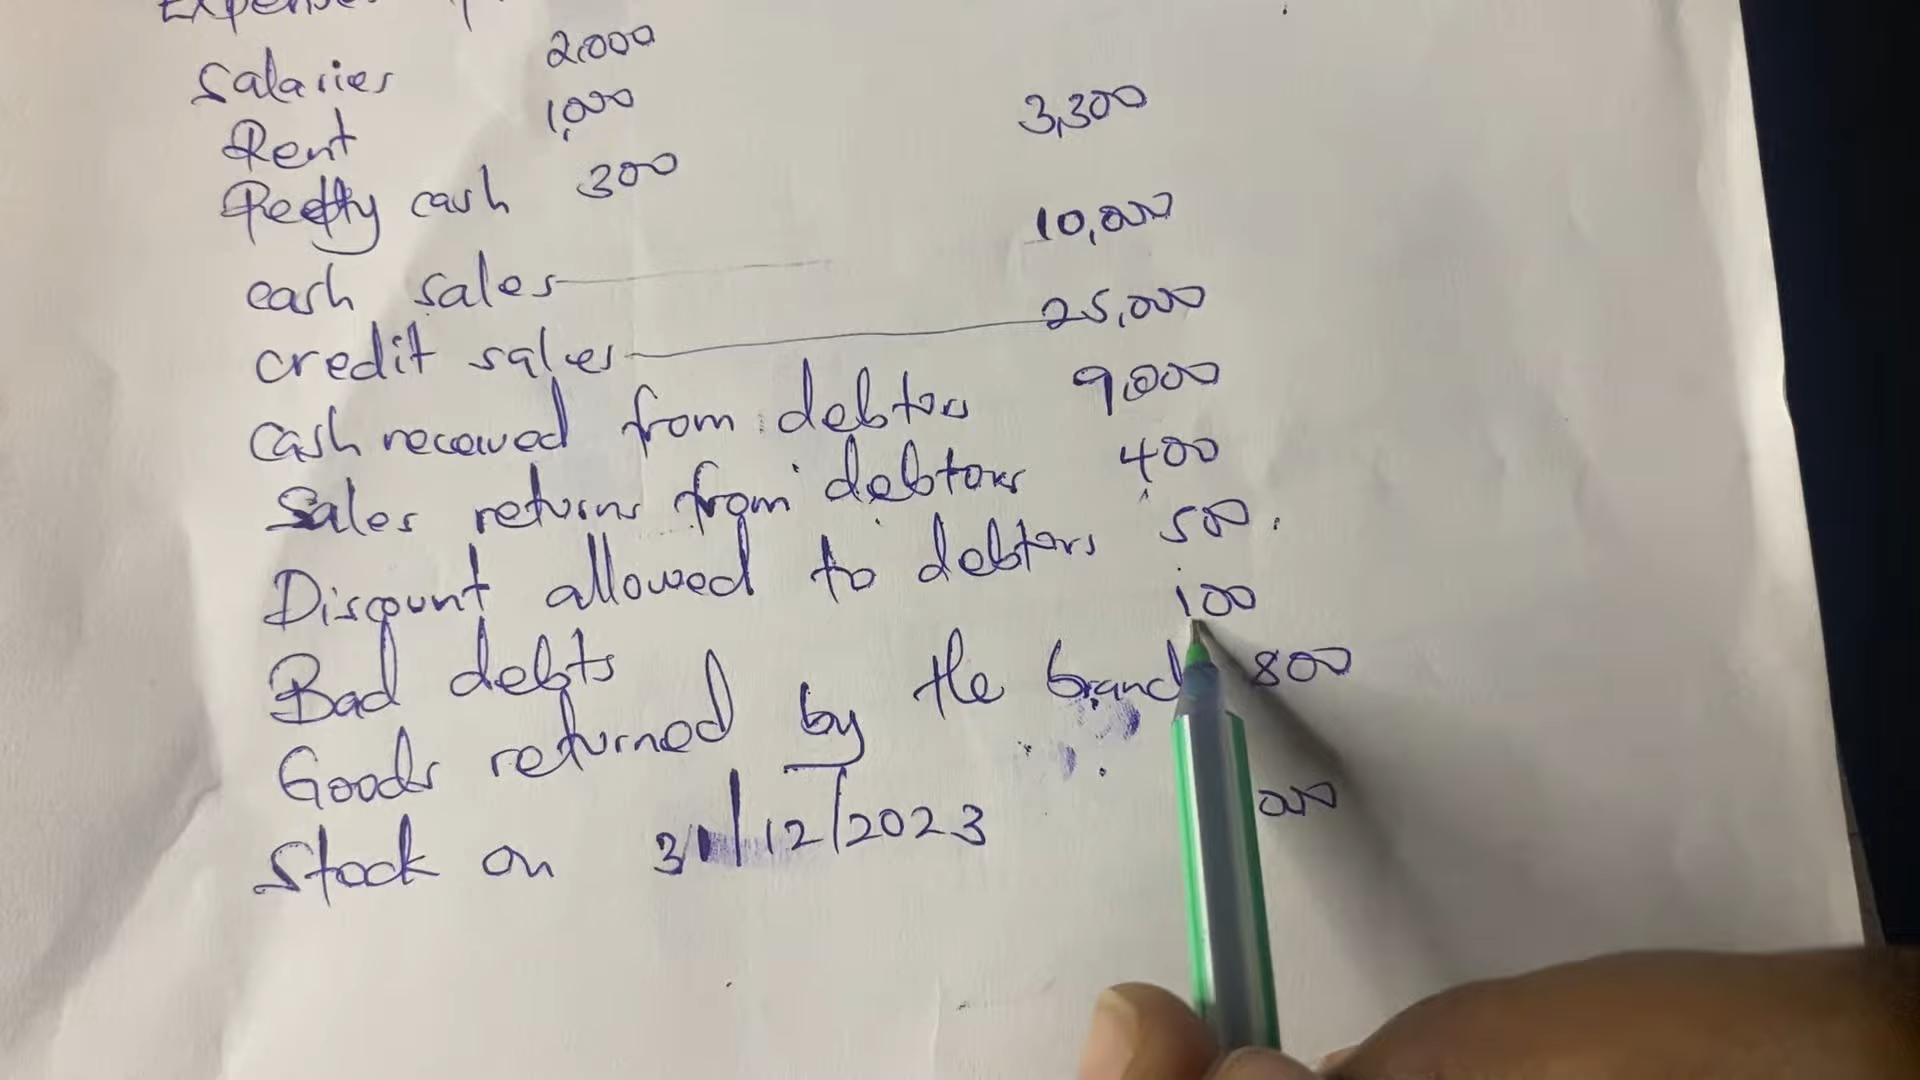 Expenses
Salaries 2,000
Rent 1,000
Petty cash 300 3,300
cash sales 10,000
credit sales 25,000
Cash received from debtors 9,000
Sales returns from debtors 400
Discount allowed to debtors 500.
Bad debts 100
Goods returned by the branch 800
Stock on 31/12/2023